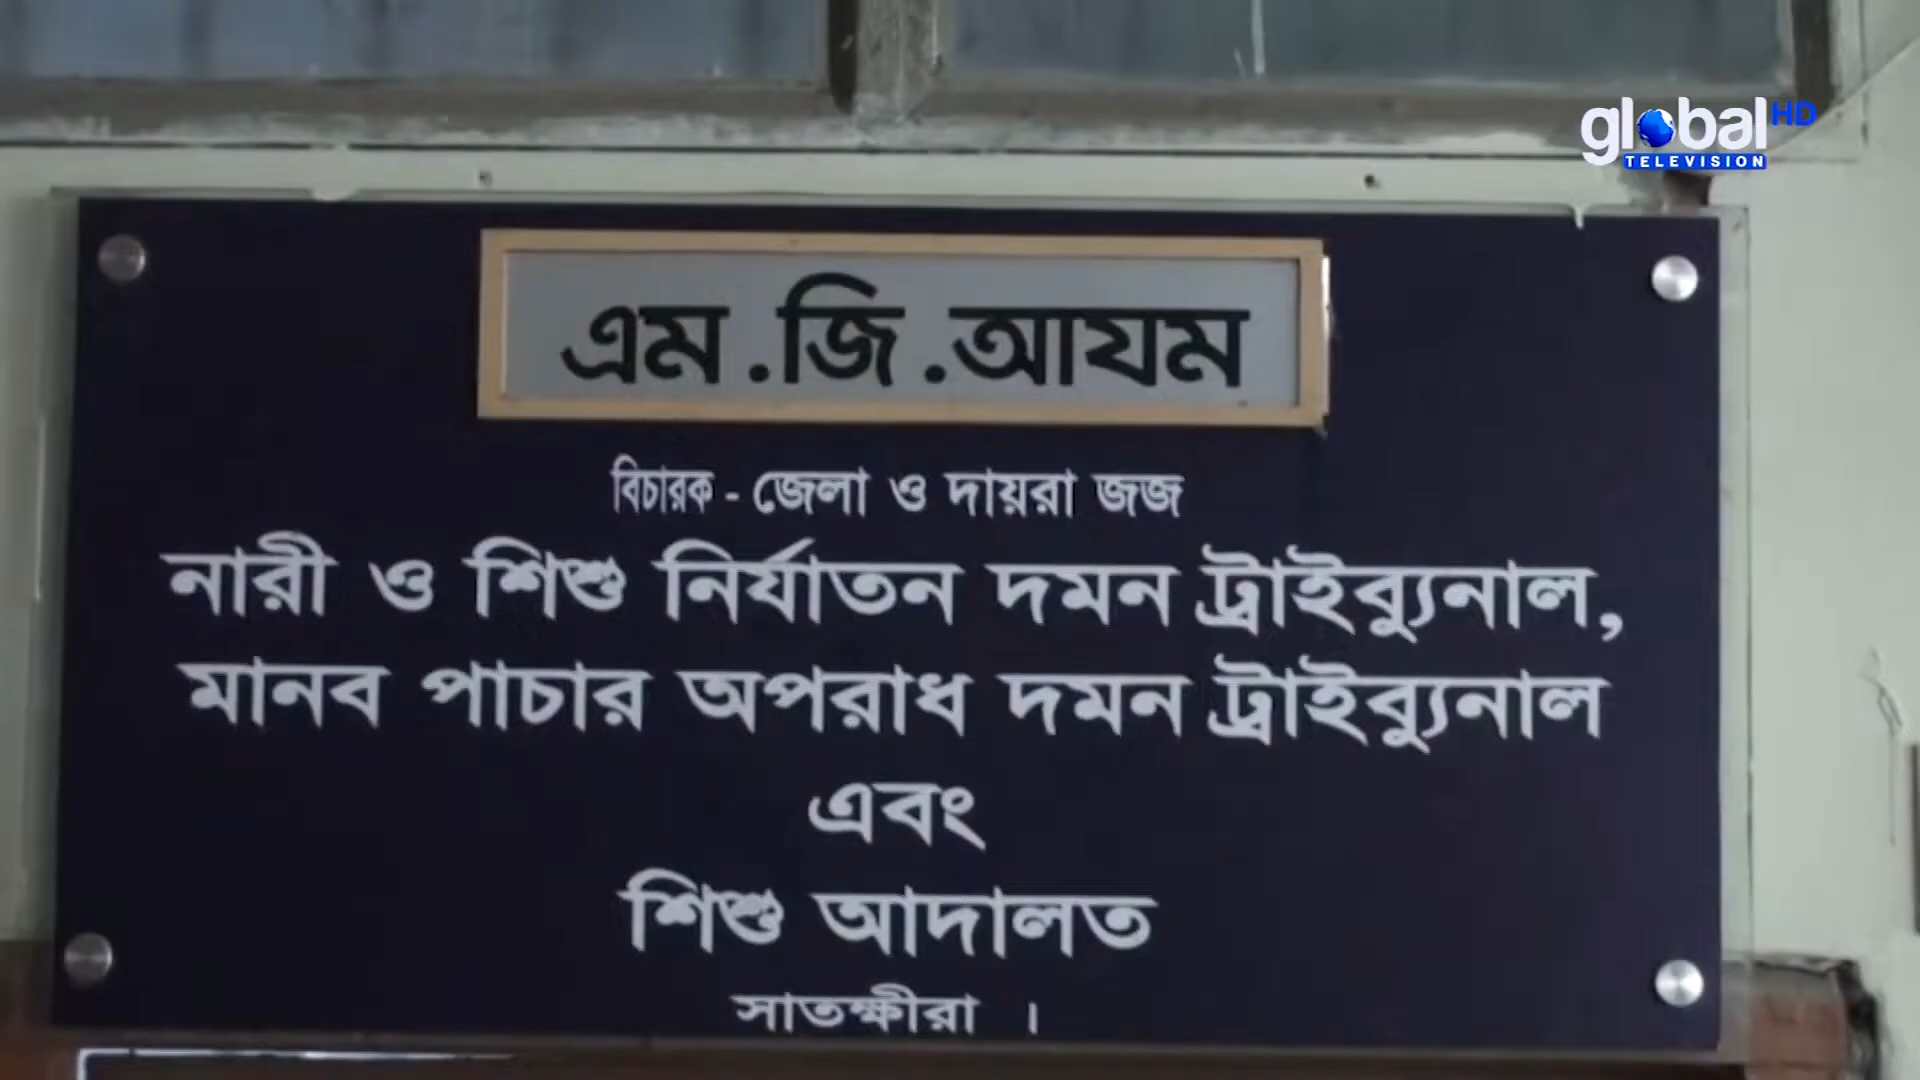 global HD
TELEVISION
এম .জি .আযম
বিচারক - জেলা ও দায়রা জজ
নারী ও শিশু নির্যাতন দমন ট্রাইব্যুনাল,
মানব পাচার অপরাধ দমন ট্রাইব্যুনাল
এবং
শিশু আদালত
সাতক্ষীরা ।